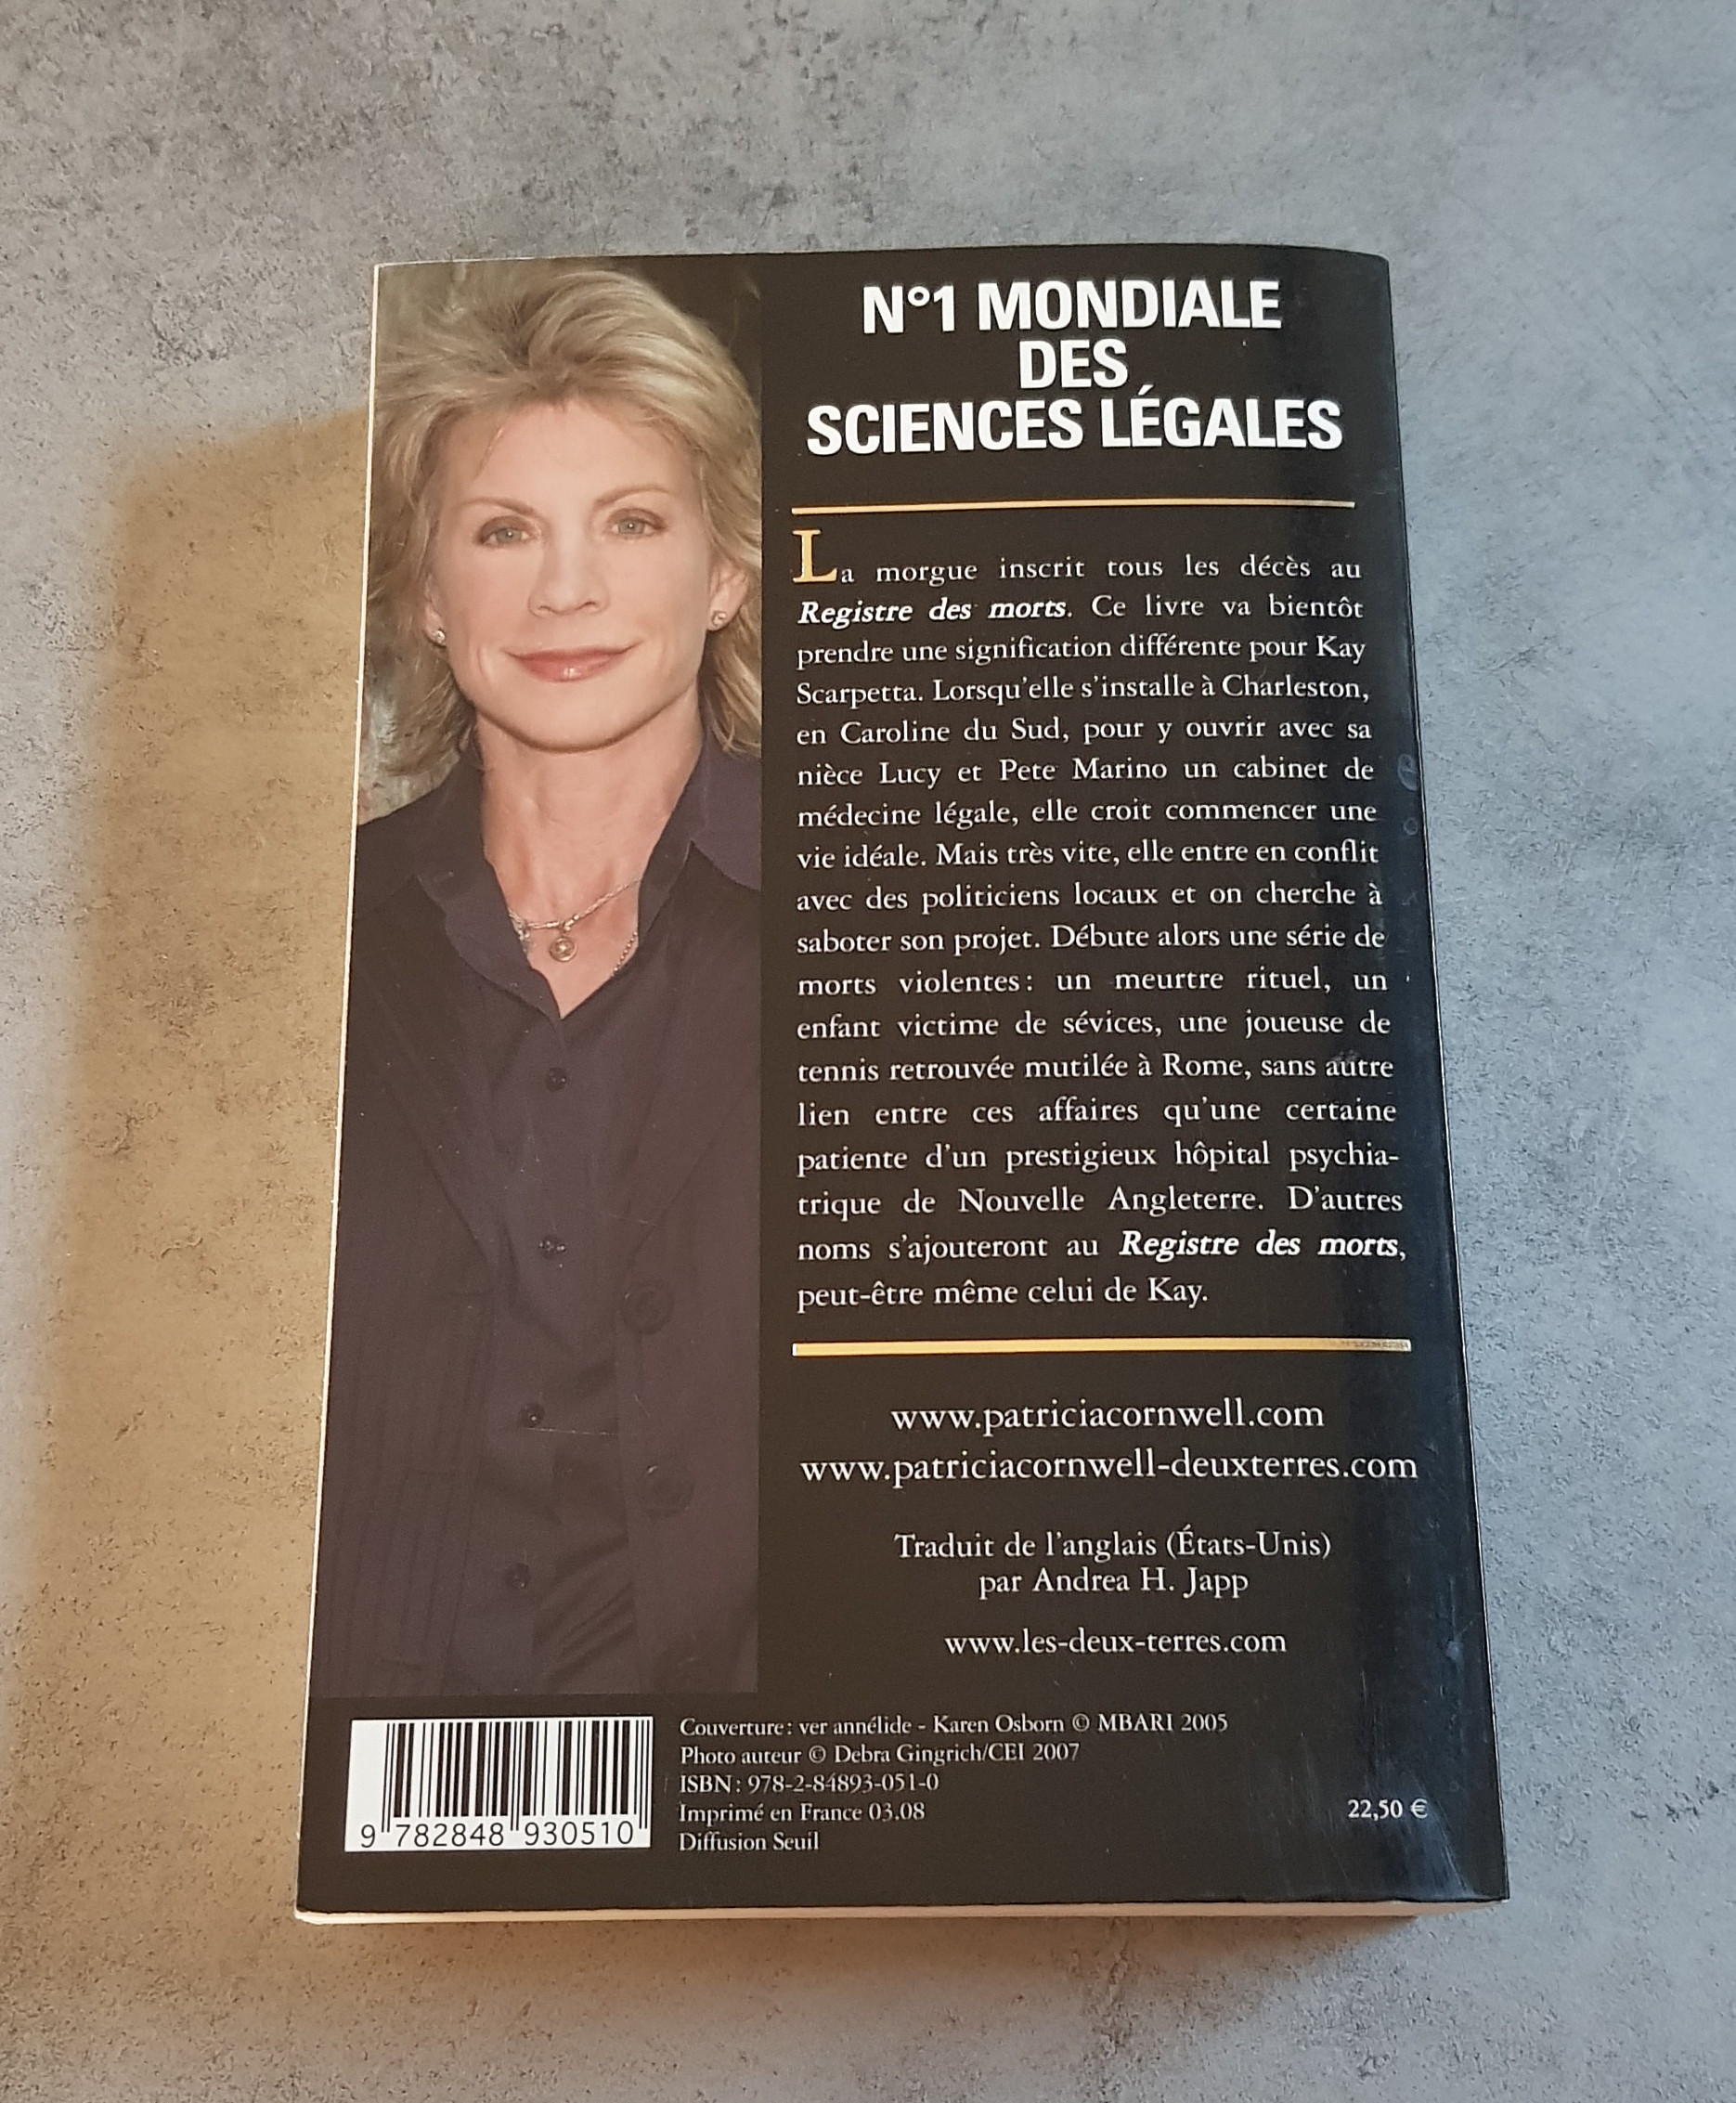 N°1 MONDIALE
DES
SCIENCES LÉGALES
La morgue inscrit tous les décès au
Registre des morts. Ce livre va bientôt
prendre une signification différente pour Kay
Scarpetta. Lorsqu'elle s'installe à Charleston,
en Caroline du Sud, pour y ouvrir avec sa
nièce Lucy et Pete Marino un cabinet de
médecine légale, elle croit commencer une
vie idéale. Mais très vite, elle entre en conflit
avec des politiciens locaux et on cherche à
saboter son projet. Débute alors une série de
morts violentes : un meurtre rituel, un
enfant victime de sévices, une joueuse de
tennis retrouvée mutilée à Rome, sans autre
lien entre ces affaires qu'une certaine
patiente d'un prestigieux hôpital psychia-
trique de Nouvelle Angleterre. D'autres
noms s'ajouteront au Registre des morts,
peut-être même celui de Kay.
www.patriciacornwell.com
www.patriciacornwell-deuxterres.com
Traduit de l'anglais (États-Unis)
par Andrea H. Japp
www.les-deux-terres.com
Couverture : ver annélide - Karen Osborn © MBARI 2005
Photo auteur © Debra Gingrich/CEI 2007
ISBN : 978-2-84893-051-0
Imprimé en France 03.08
Diffusion Seuil
22,50 €
9 782848 930510